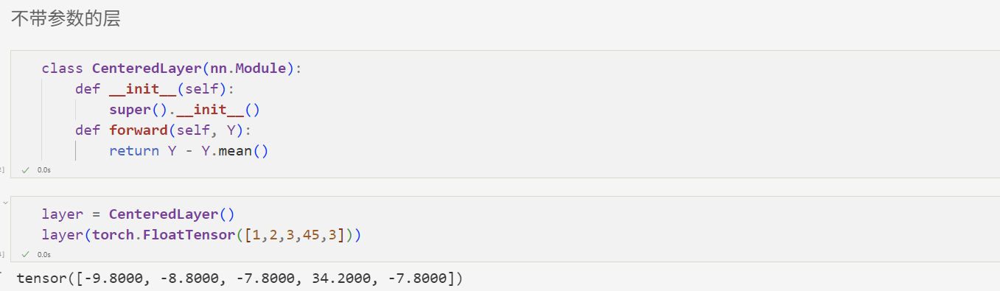 不带参数的层
class CenteredLayer(nn.Module):
    def __init__(self):
        super().__init__()
    def forward(self, Y):
        return Y - Y.mean()
0.0s
layer = CenteredLayer()
layer(torch.FloatTensor([1,2,3,45,3]))
0.0s
tensor([-9.8000, -8.8000, -7.8000, 34.2000, -7.8000])